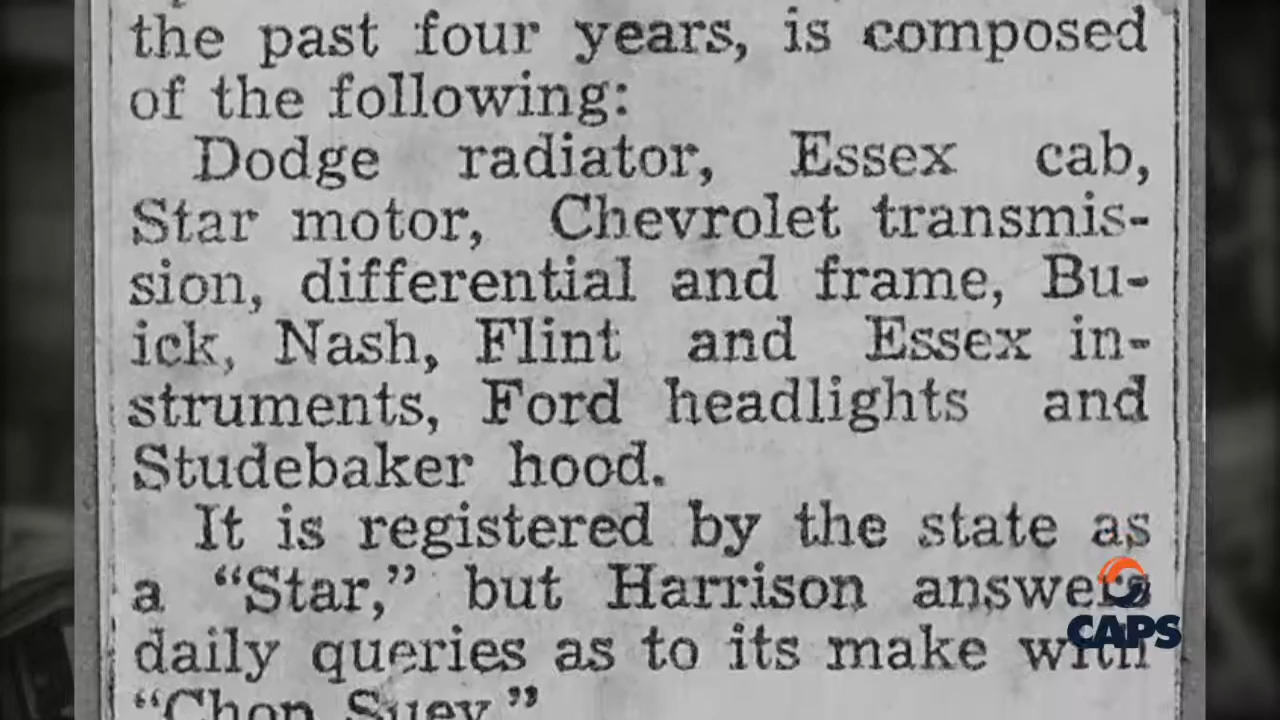 the past four years, is composed
of the following:
Dodge radiator, Essex cab,
Star motor, Chevrolet transmis-
sion, differential and frame, Bu-
ick, Nash, Flint and Essex in-
struments, Ford headlights and
Studebaker hood.
It is registered by the state as
a “Star,” but Harrison answers
daily queries as to its make with
“Chop Suey.”
CAPS